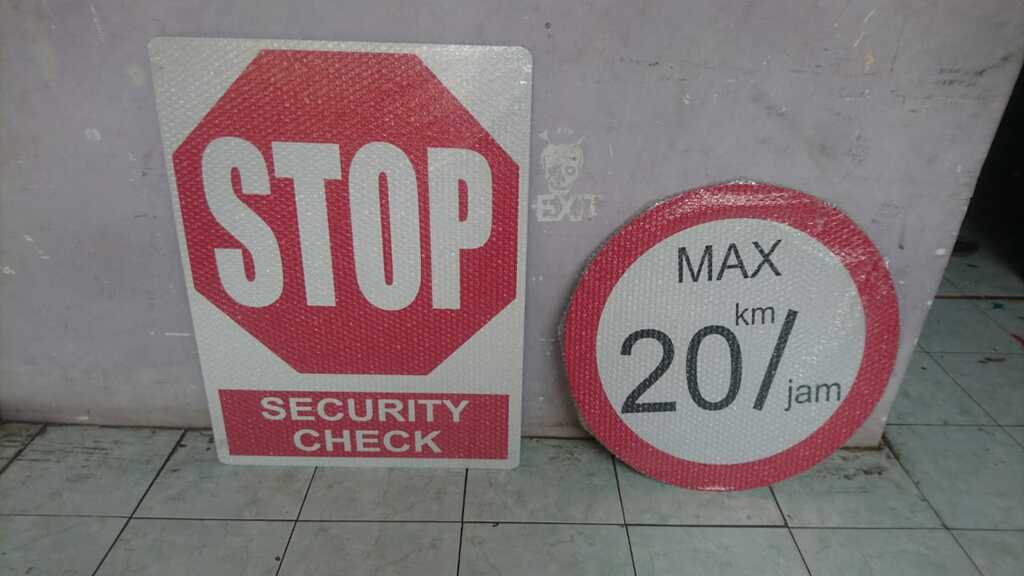 STOP
SECURITY
CHECK
EXIT
MAX
20 km/jam